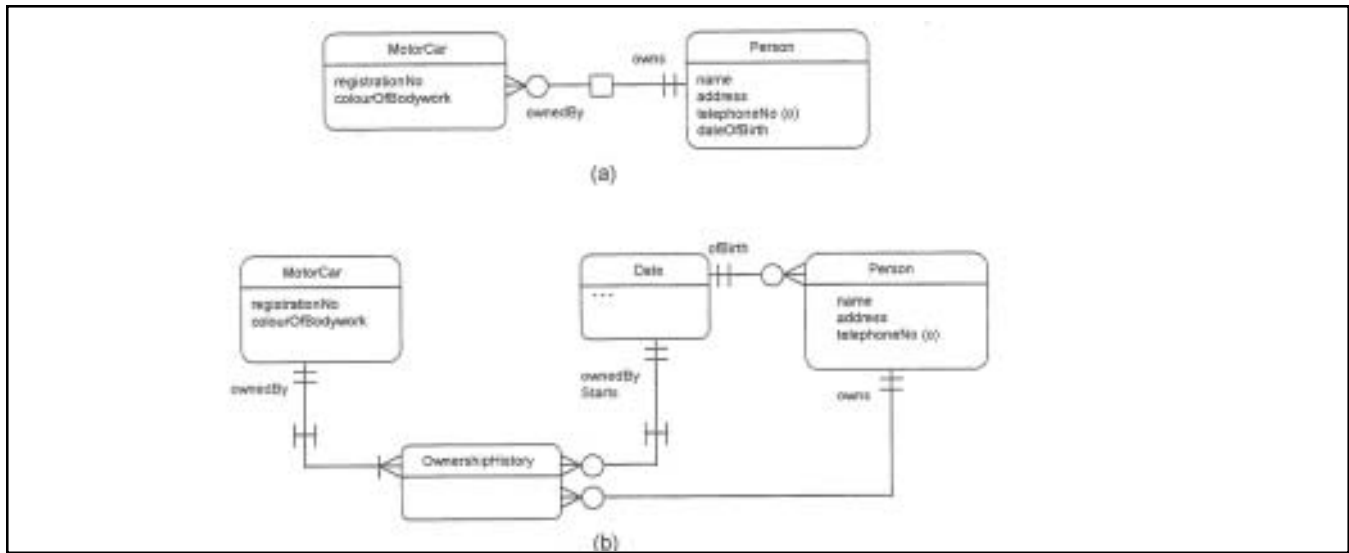 MotorCar
registrationNo
colourOfBodywork
ownedBy
owns
Person
name
address
telephoneNo (o)
dateOfBirth
(a)
MotorCar
registrationNo
colourOfBodywork
ownedBy
Date
- - -
ofBirth
Person
name
address
telephoneNo (o)
ownedBy
Starts
owns
OwnershipHistory
(b)